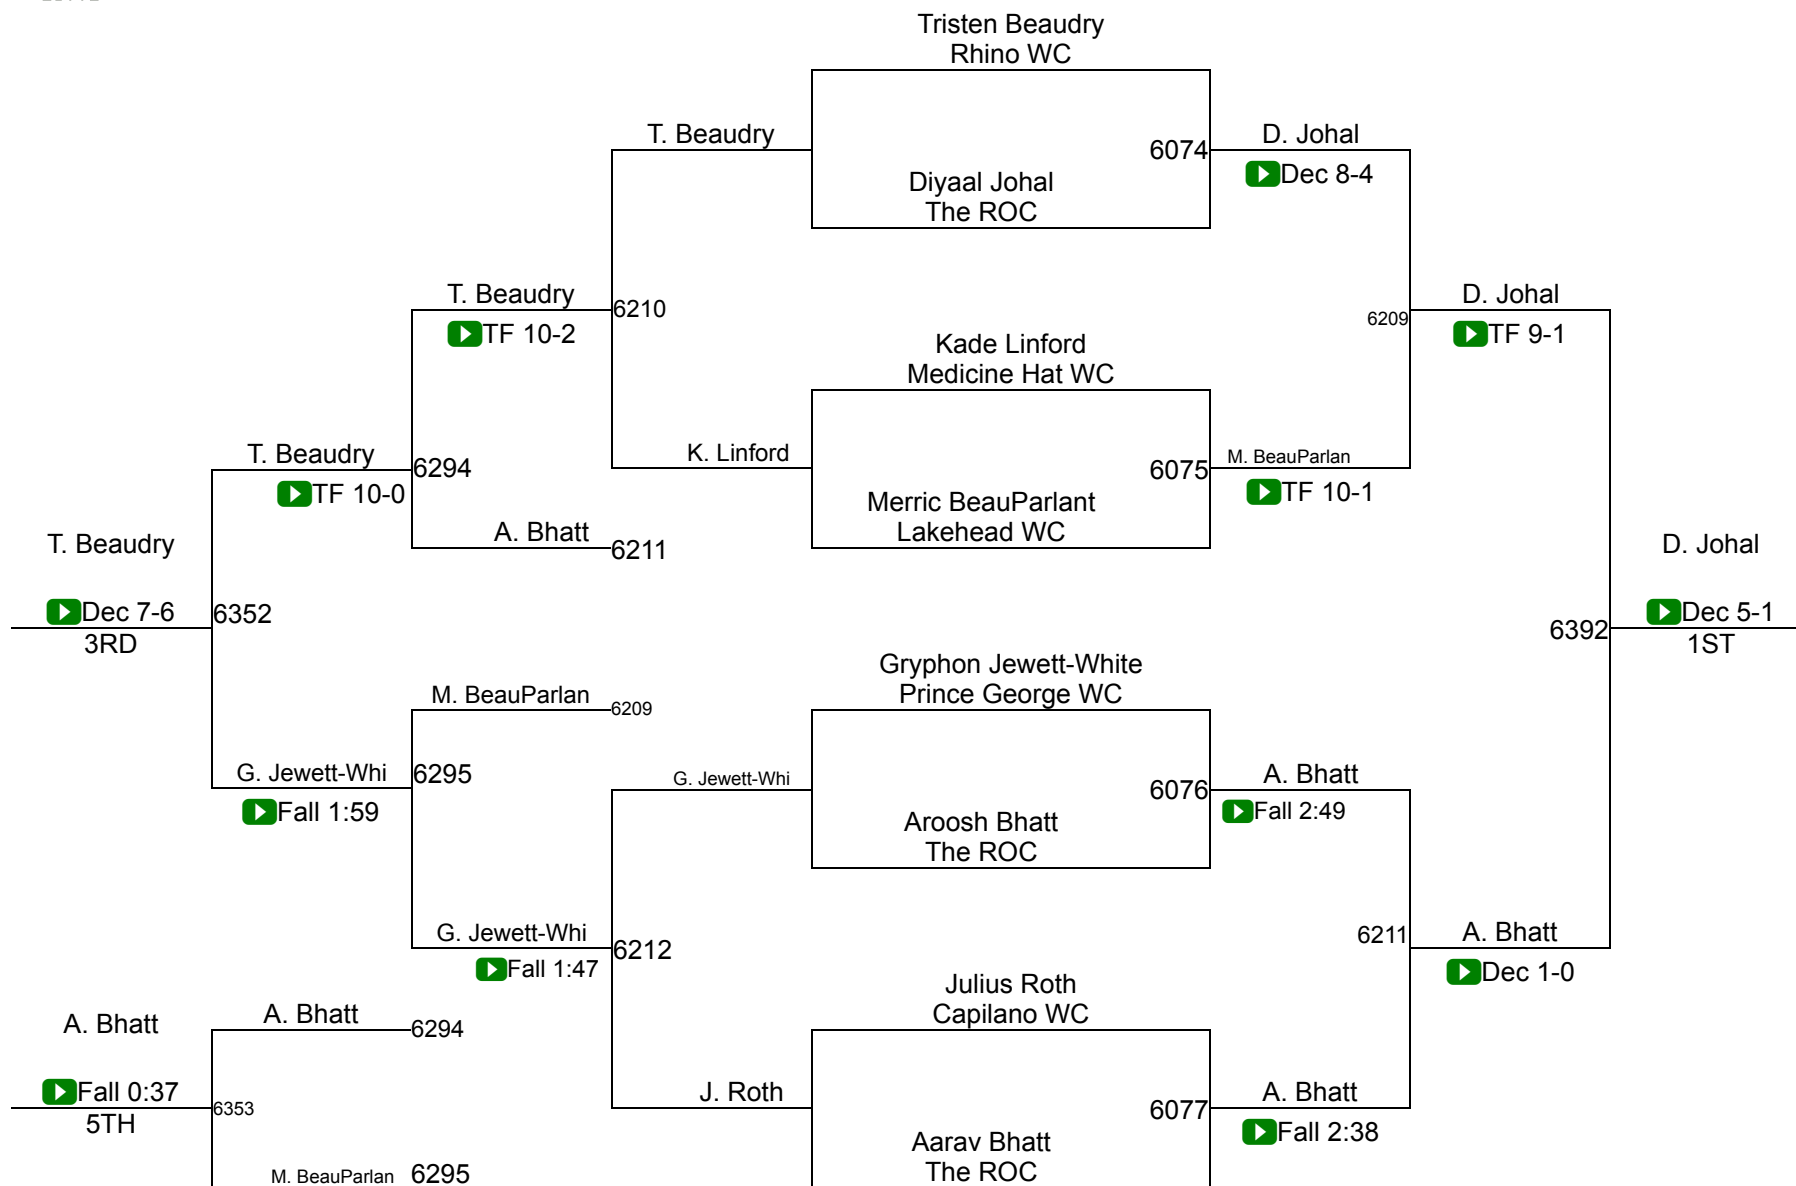 Tristen Beaudry
Rhino WC
T. Beaudry
6074
D. Johal
Dec 8-4
Diyaal Johal
The ROC
T. Beaudry
6210
TF 10-2
6209
D. Johal
TF 9-1
Kade Linford
Medicine Hat WC
T. Beaudry
6294
TF 10-0
K. Linford
6075
M. BeauParlan
TF 10-1
Merric BeauParlant
Lakehead WC
A. Bhatt
6211
T. Beaudry
D. Johal
Dec 7-6
6352
3RD
6392
Dec 5-1
1ST
Gryphon Jewett-White
Prince George WC
M. BeauParlan
6209
G. Jewett-Whi
6295
Fall 1:59
G. Jewett-Whi
6076
A. Bhatt
Fall 2:49
Aroosh Bhatt
The ROC
G. Jewett-Whi
6212
Fall 1:47
6211
A. Bhatt
Dec 1-0
Julius Roth
Capilano WC
A. Bhatt
A. Bhatt
6294
Fall 0:37
6353
5TH
J. Roth
6077
A. Bhatt
Fall 2:38
Aarav Bhatt
The ROC
M. BeauParlan
6295